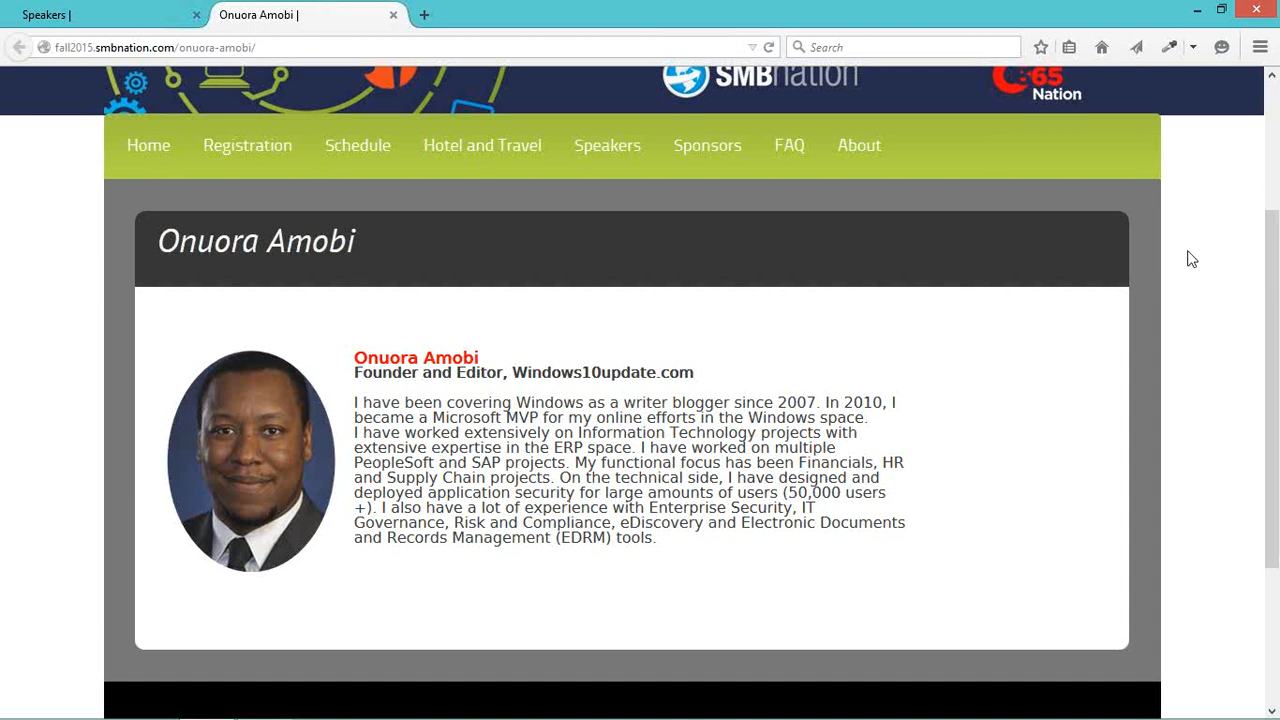 Speakers |
Onuora Amobi |
fall2015.smbnation.com/onuora-amobi/
Search
SMBnation
365
Nation
Home Registration Schedule Hotel and Travel Speakers Sponsors FAQ About
Onuora Amobi
Onuora Amobi
Founder and Editor, Windows10update.com
I have been covering Windows as a writer blogger since 2007. In 2010, I
became a Microsoft MVP for my online efforts in the Windows space.
I have worked extensively on Information Technology projects with
extensive expertise in the ERP space. I have worked on multiple
PeopleSoft and SAP projects. My functional focus has been Financials, HR
and Supply Chain projects. On the technical side, I have designed and
deployed application security for large amounts of users (50,000 users
+). I also have a lot of experience with Enterprise Security, IT
Governance, Risk and Compliance, eDiscovery and Electronic Documents
and Records Management (EDRM) tools.